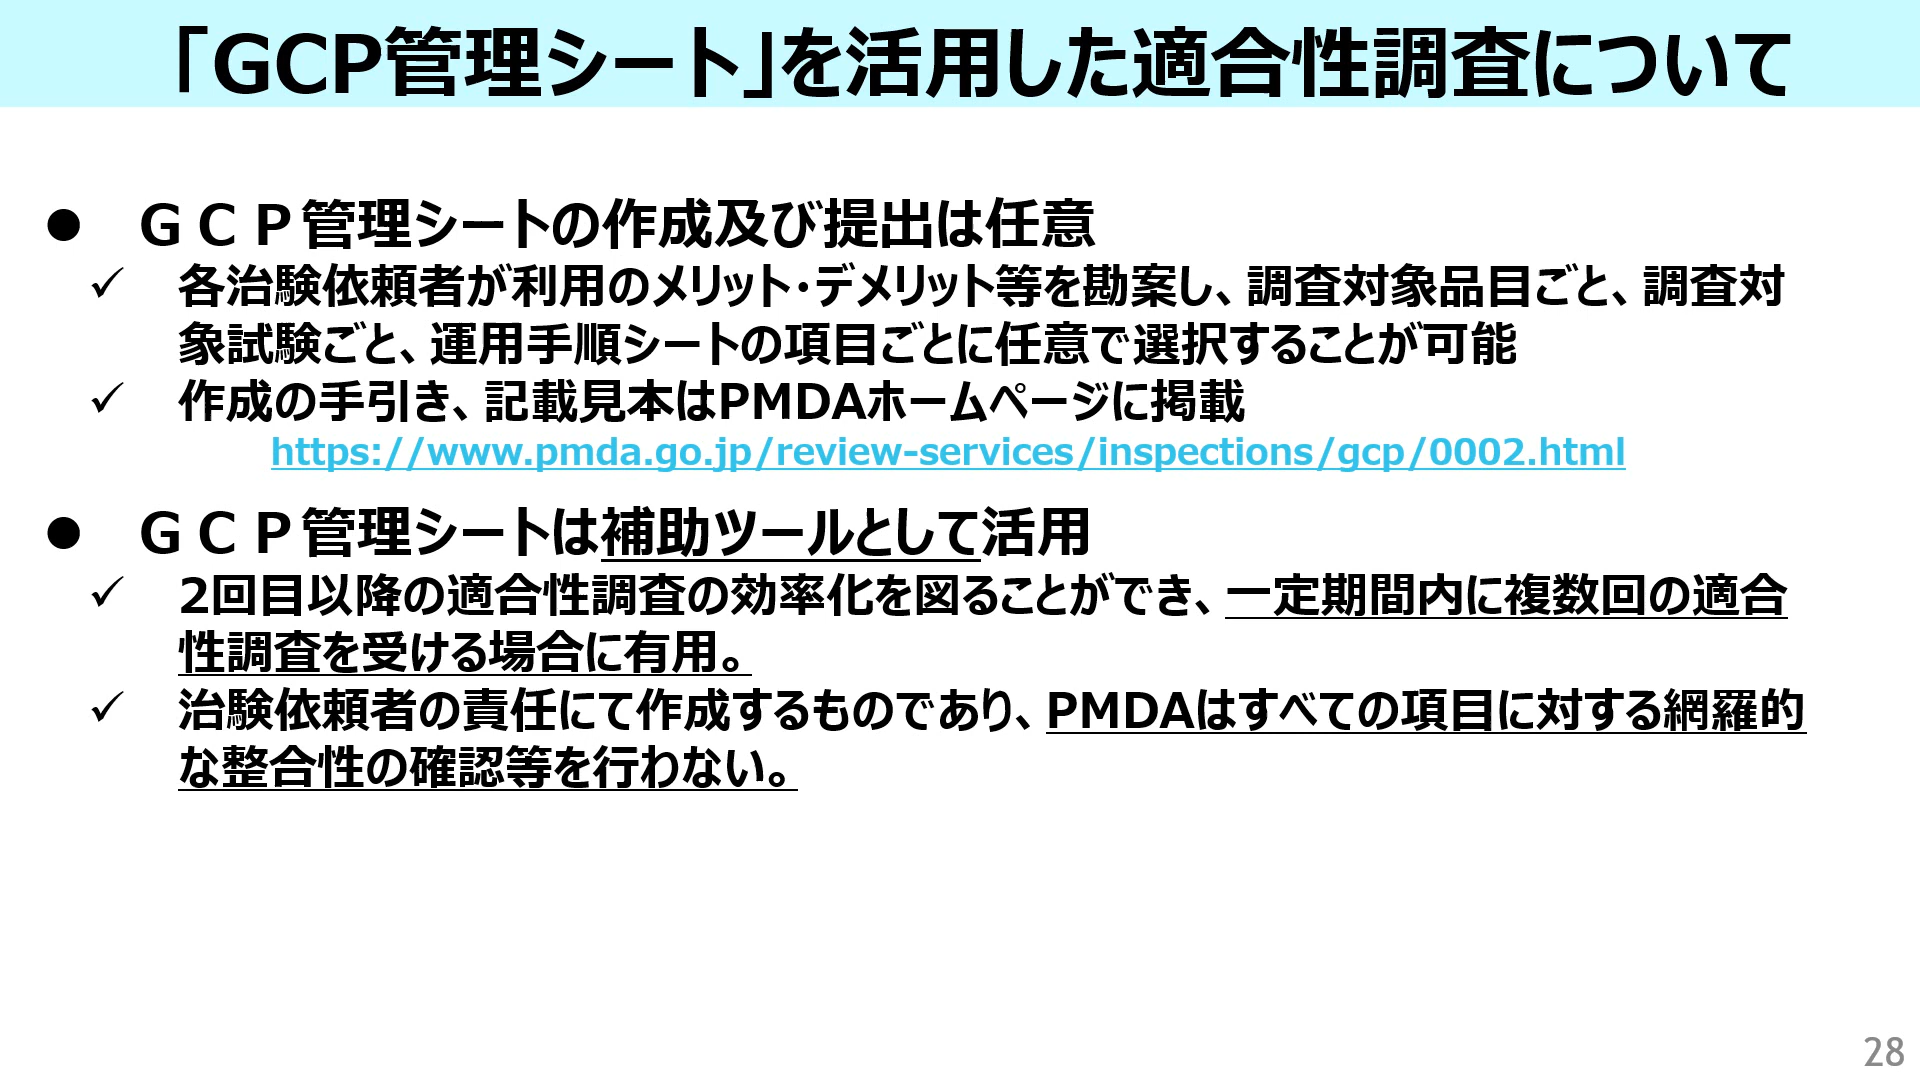 「GCP管理シート」を活用した適合性調査について
● ＧＣＰ管理シートの作成及び提出は任意
✓ 各治験依頼者が利用のメリット・デメリット等を勘案し、調査対象品目ごと、調査対
象試験ごと、運用手順シートの項目ごとに任意で選択することが可能
✓ 作成の手引き、記載見本はPMDAホームページに掲載
https://www.pmda.go.jp/review-services/inspections/gcp/0002.html
● ＧＣＰ管理シートは補助ツールとして活用
✓ 2回目以降の適合性調査の効率化を図ることができ、一定期間内に複数回の適合
性調査を受ける場合に有用。
✓ 治験依頼者の責任にて作成するものであり、PMDAはすべての項目に対する網羅的
な整合性の確認等を行わない。
28